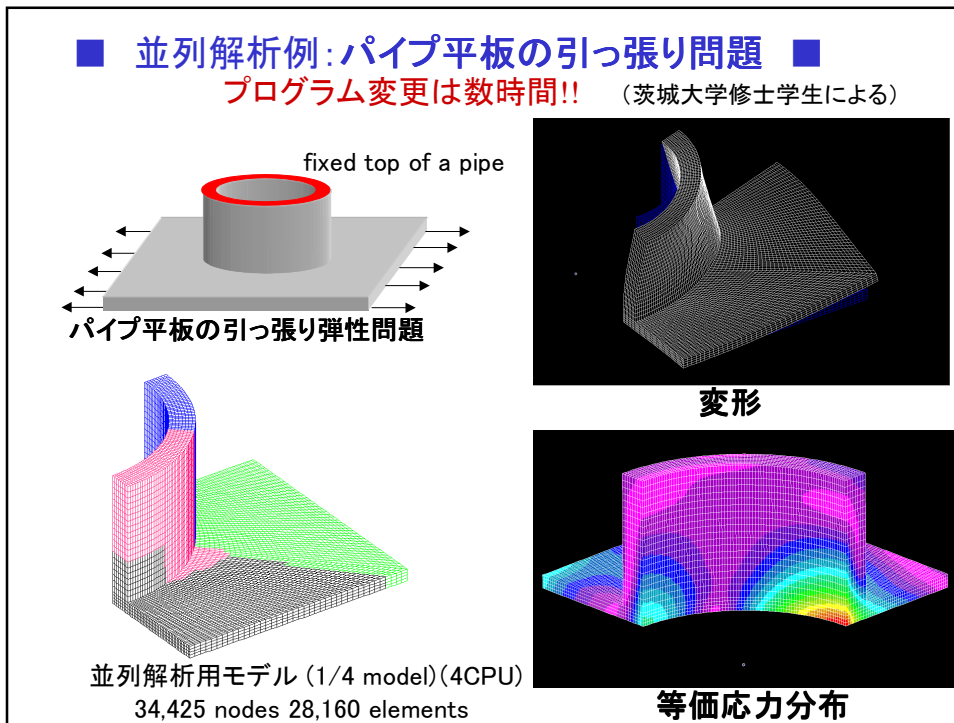 ■ 並列解析例:パイプ平板の引っ張り問題 ■
プログラム変更は数時間!! (茨城大学修士学生による)
fixed top of a pipe
パイプ平板の引っ張り弾性問題
変形
並列解析用モデル (1/4 model)(4CPU)
34,425 nodes 28,160 elements
等価応力分布